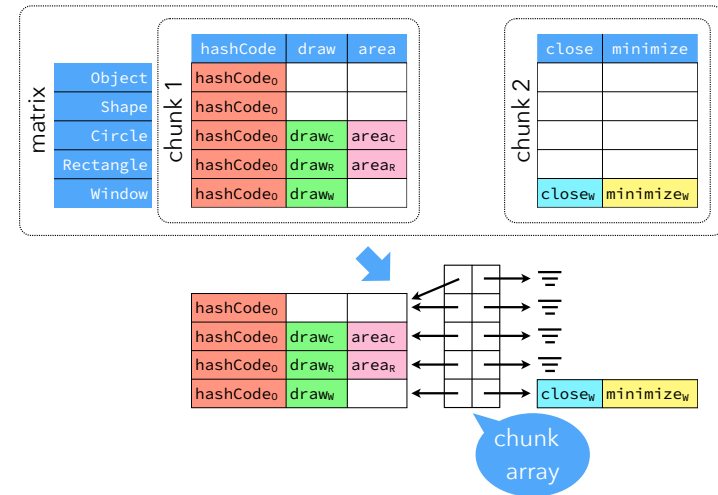 matrix
chunk 1
hashCode draw area
Object hashCodeₒ
Shape hashCodeₒ
Circle hashCodeₒ drawC areaC
Rectangle hashCodeₒ drawR areaR
Window hashCodeₒ drawW
chunk 2
close minimize
closeW minimizeW
hashCodeₒ
hashCodeₒ drawC areaC
hashCodeₒ drawR areaR
hashCodeₒ drawW
closeW minimizeW
chunk
array